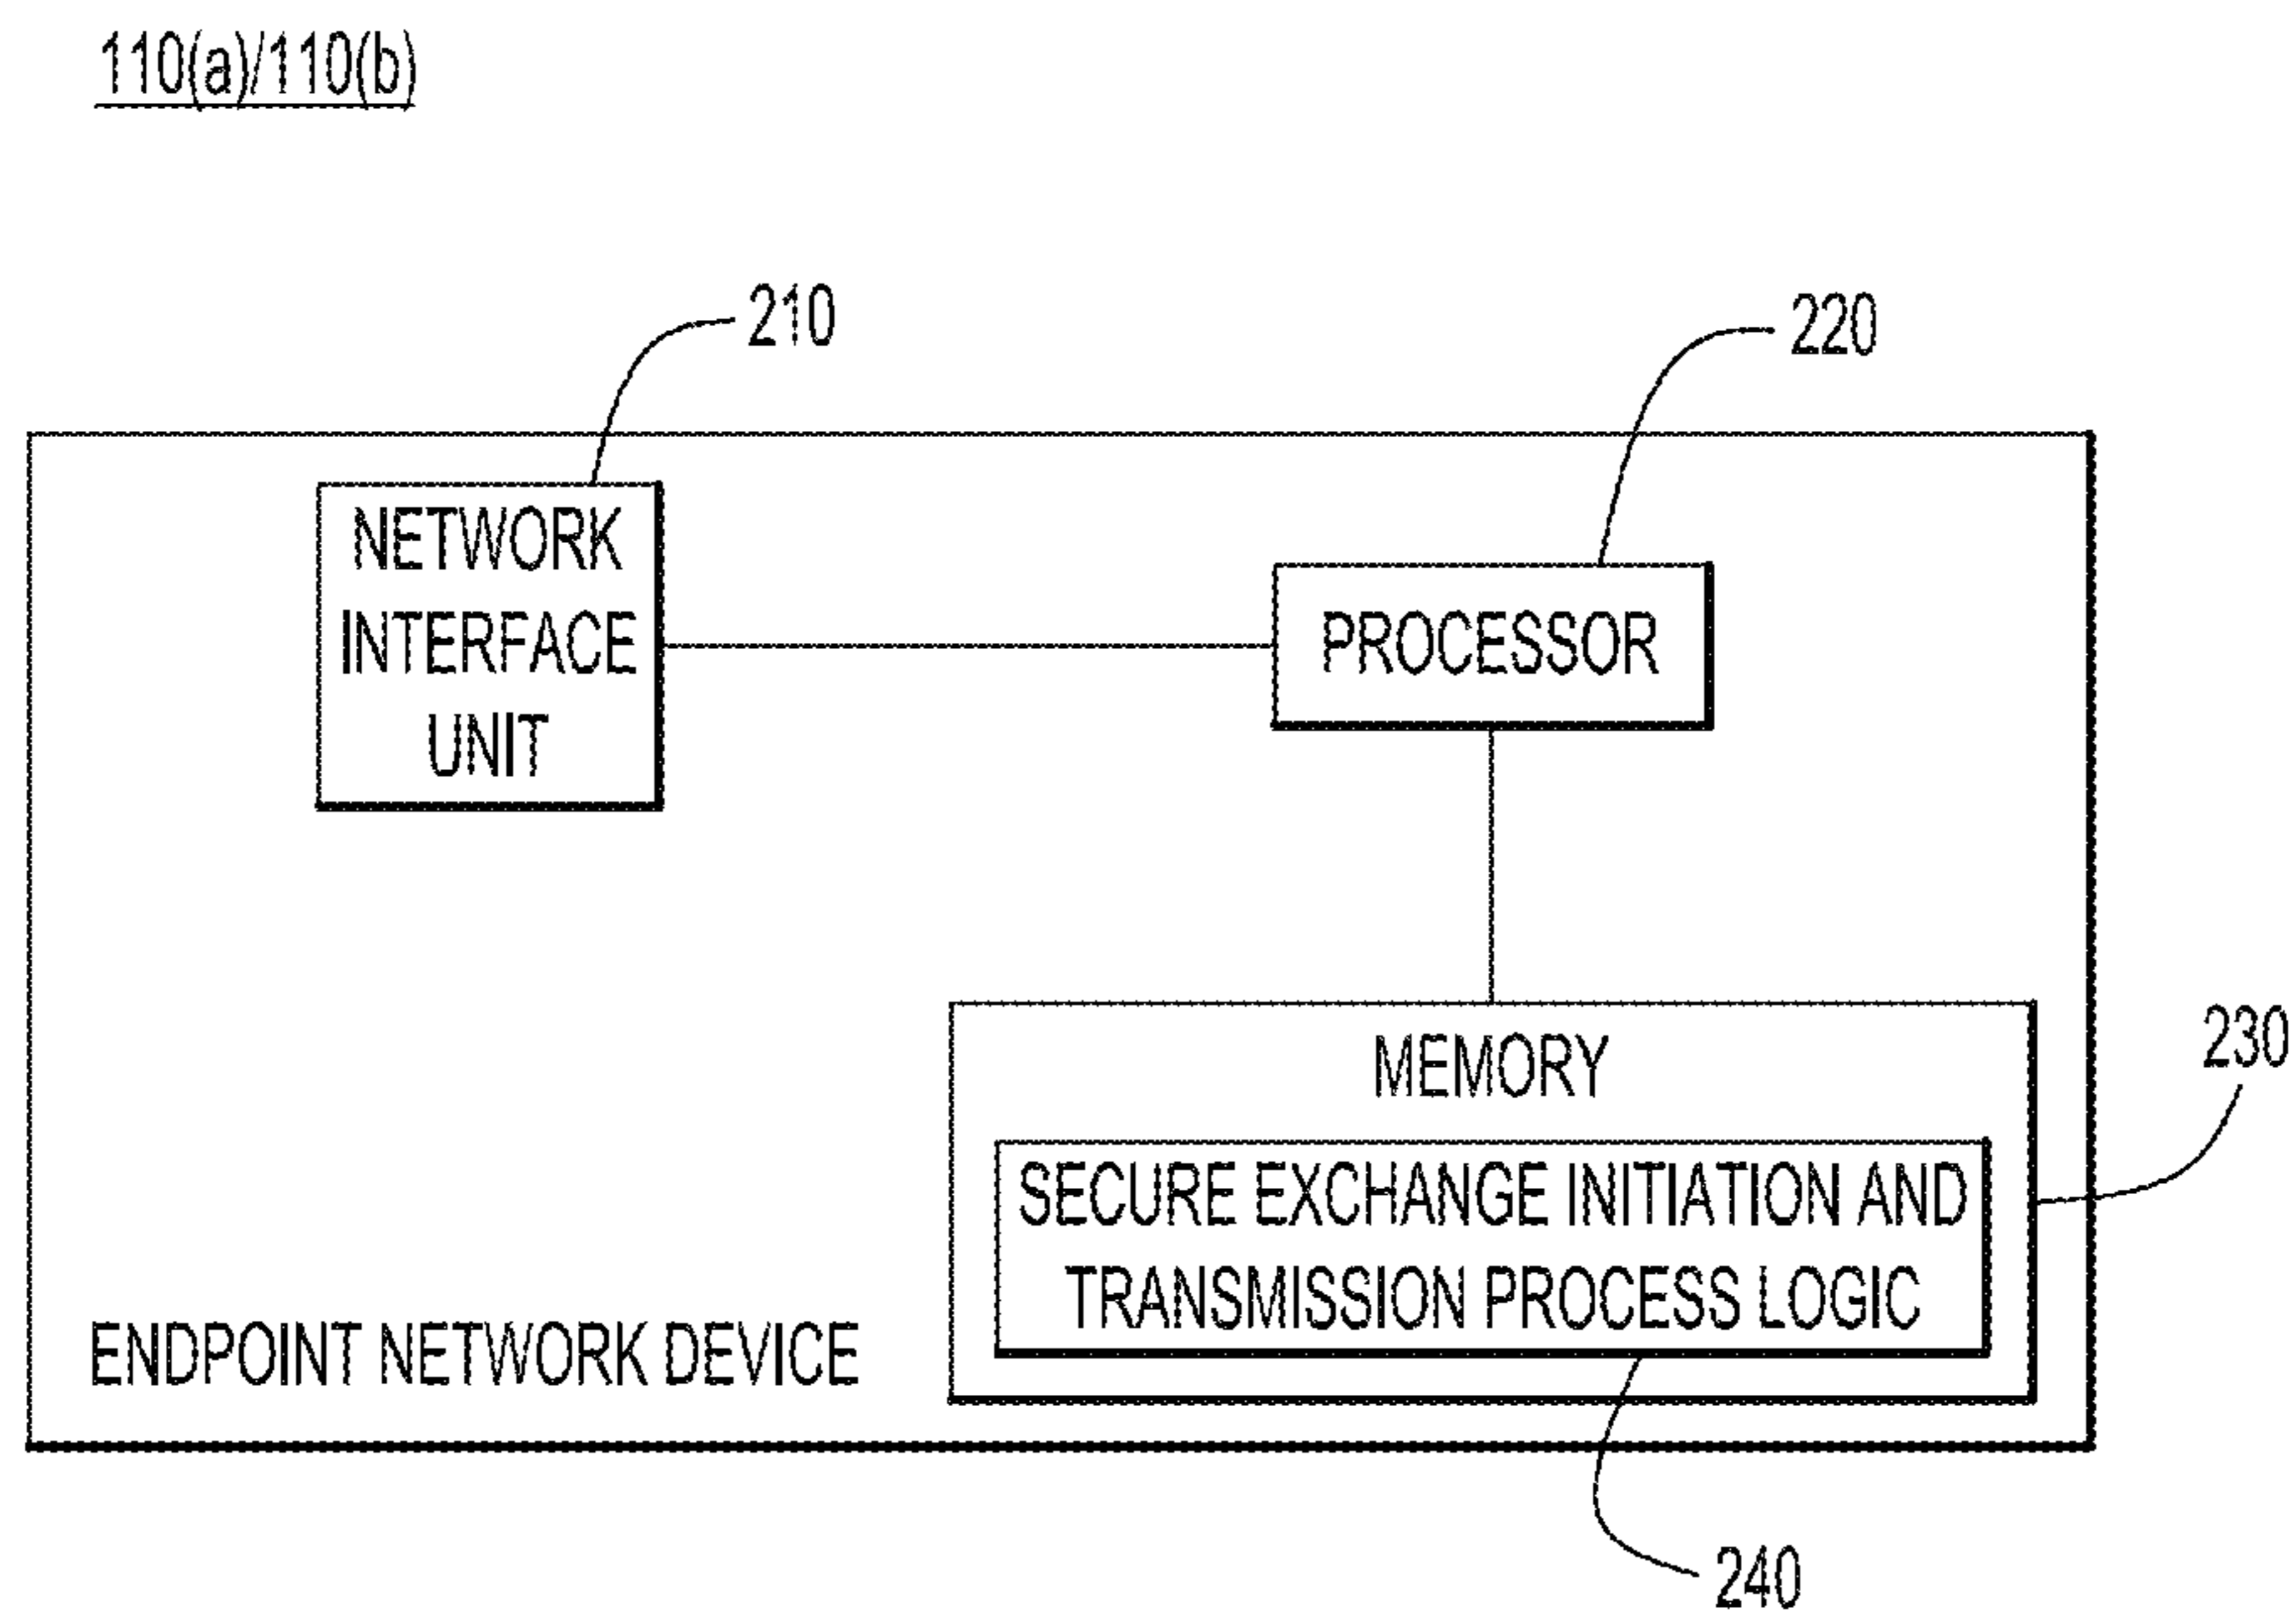 110(a)/110(b)
210
220
NETWORK
INTERFACE
UNIT
PROCESSOR
MEMORY
230
SECURE EXCHANGE INITIATION AND
TRANSMISSION PROCESS LOGIC
ENDPOINT NETWORK DEVICE
240